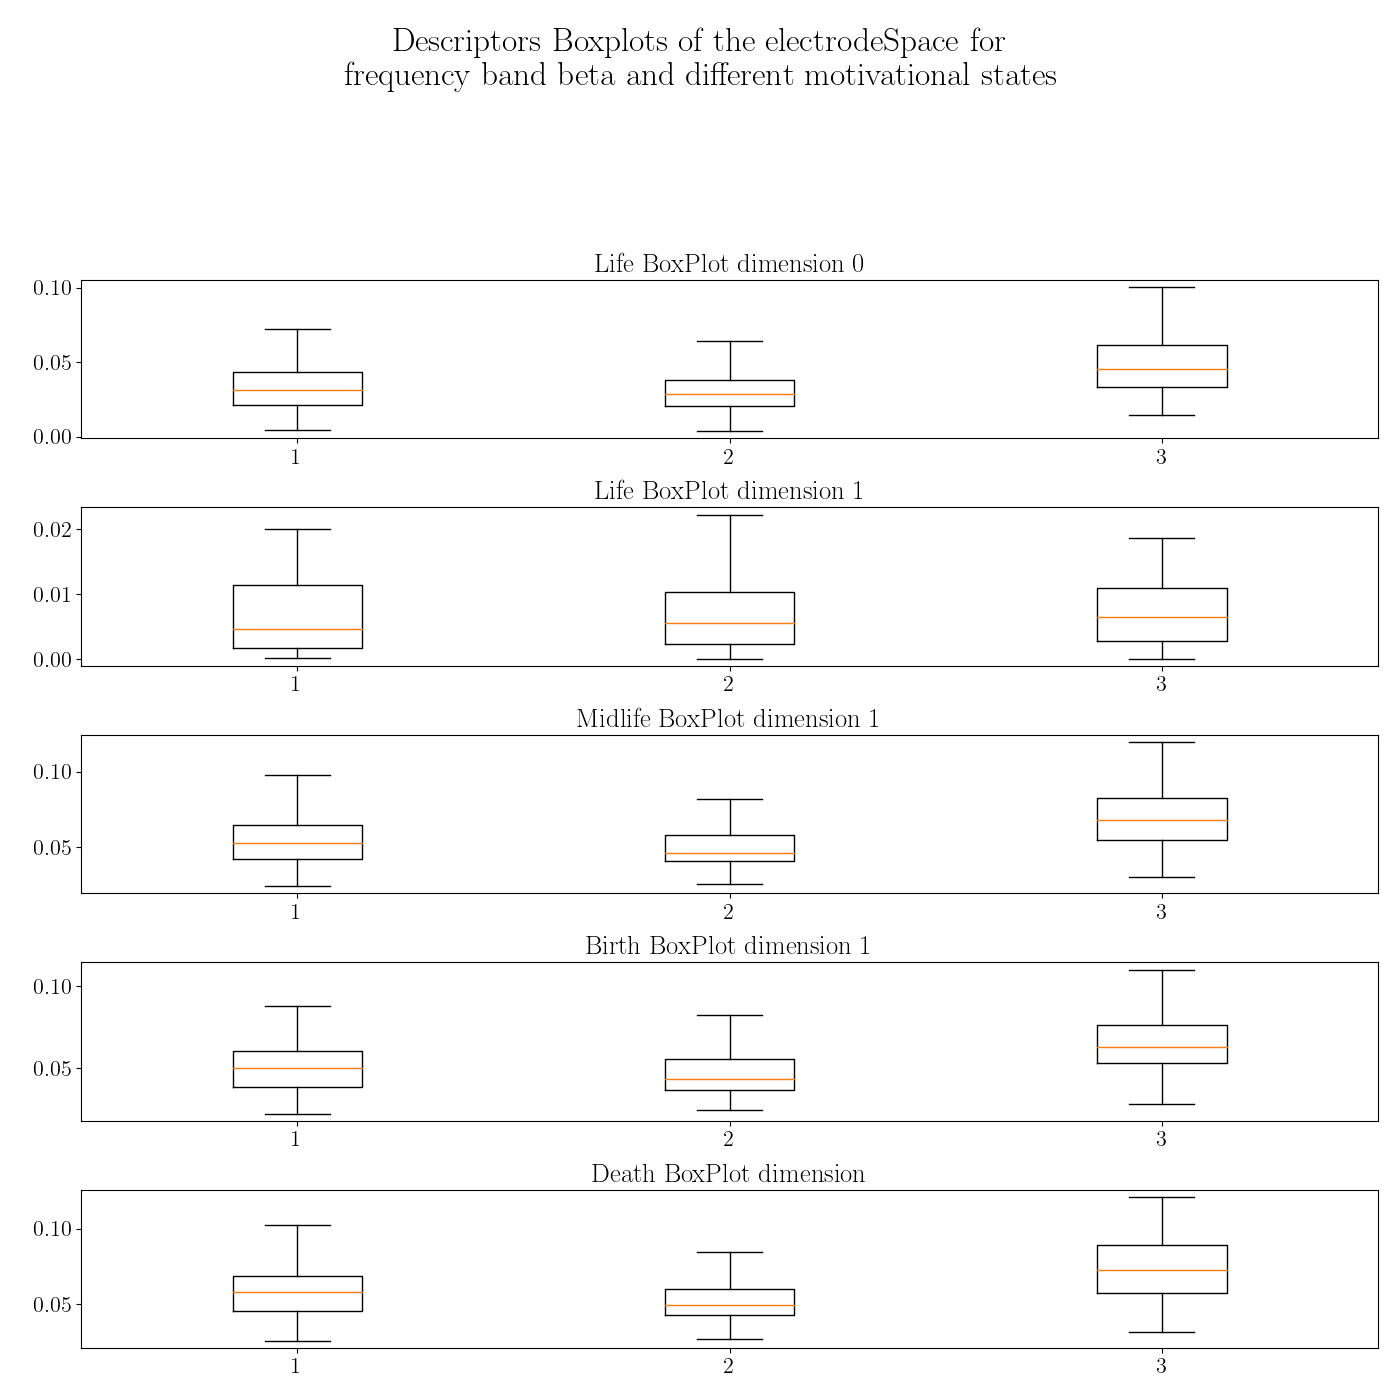 Descriptors Boxplots of the electrodeSpace for
frequency band beta and different motivational states
Life BoxPlot dimension 0
0.10
0.05
0.00
1 2 3
Life BoxPlot dimension 1
0.02
0.01
0.00
1 2 3
Midlife BoxPlot dimension 1
0.10
0.05
1 2 3
Birth BoxPlot dimension 1
0.10
0.05
1 2 3
Death BoxPlot dimension
0.10
0.05
1 2 3